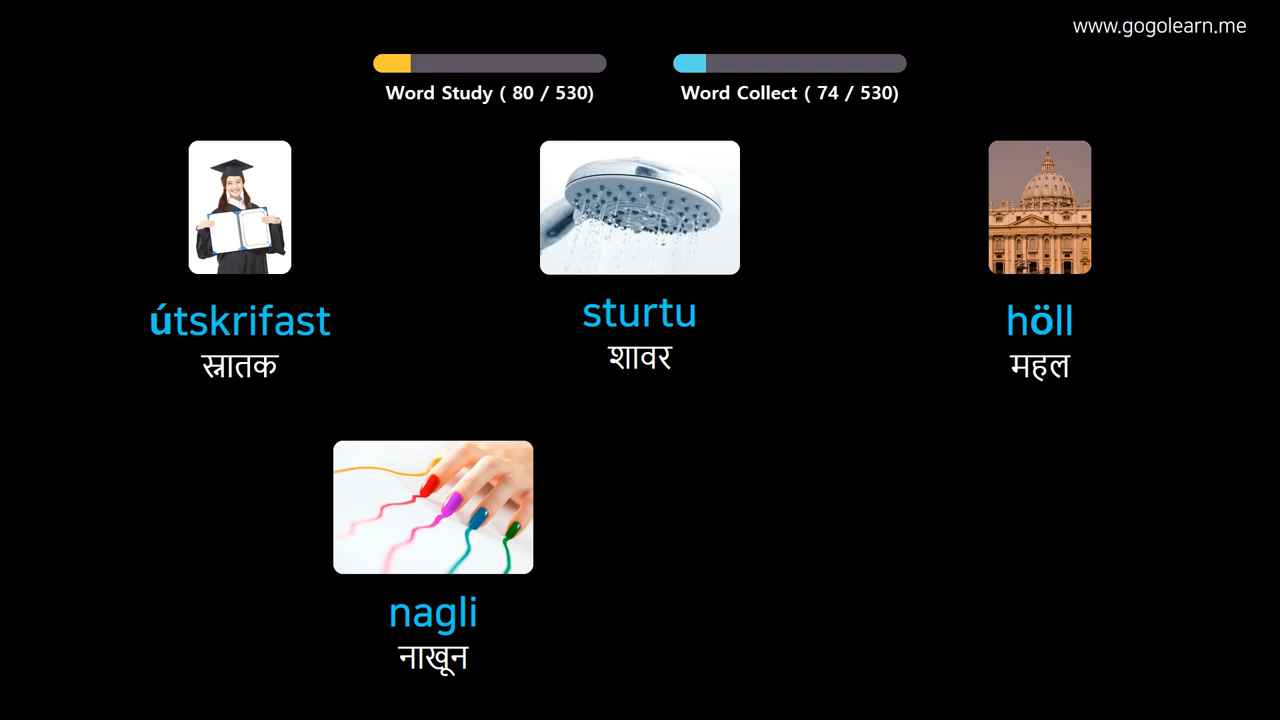 www.gogolearn.me
Word Study ( 80 / 530)
Word Collect ( 74 / 530)
útskrifast
स्नातक
sturtu
शावर
höll
महल
nagli
नाखून